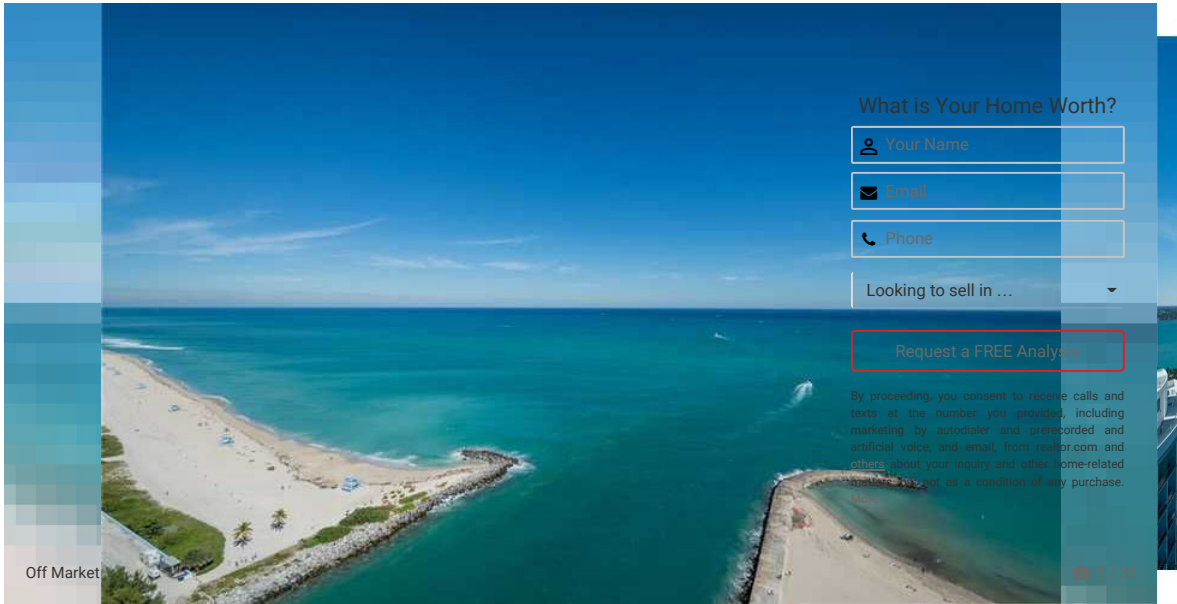 What is Your Home Worth?
Your Name
Email
Phone
Looking to sell in …
Request a FREE Analysis
By proceeding, you consent to receive calls and
texts at the number you provided, including
marketing by autodialer and prerecorded and
artificial voice, and email, from realtor.com and
others about your inquiry and other home-related
matters, but not as a condition of any purchase.
Off Market